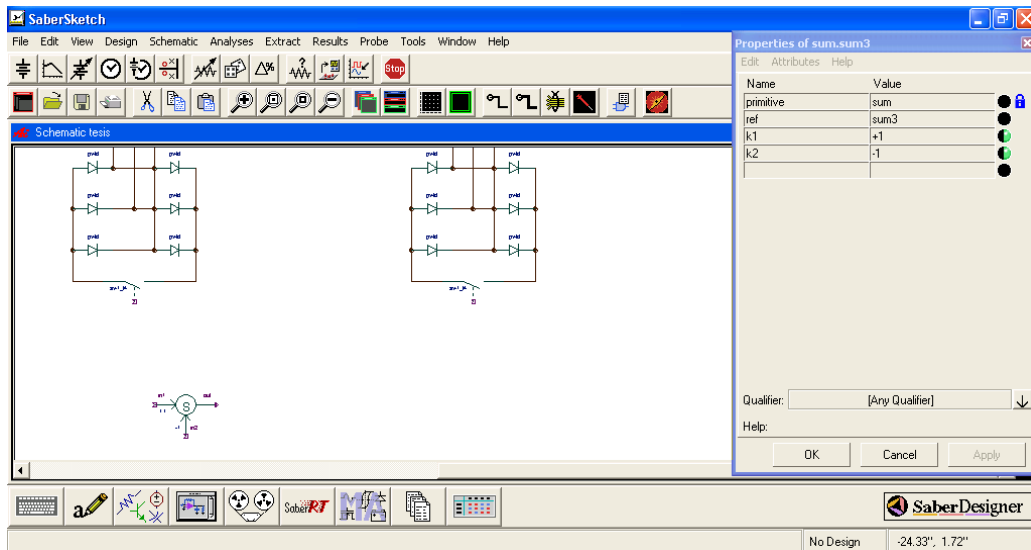 SaberSketch
File Edit View Design Schematic Analyses Extract Results Probe Tools Window Help
Stop
Schematic tesis
S
Properties of sum.sum3
Edit Attributes Help
Name Value
primitive sum
ref sum3
k1 +1
k2 -1
Qualifier: [Any Qualifier]
Help:
OK Cancel Apply
SaberRT
SaberDesigner
No Design -24.33", 1.72"